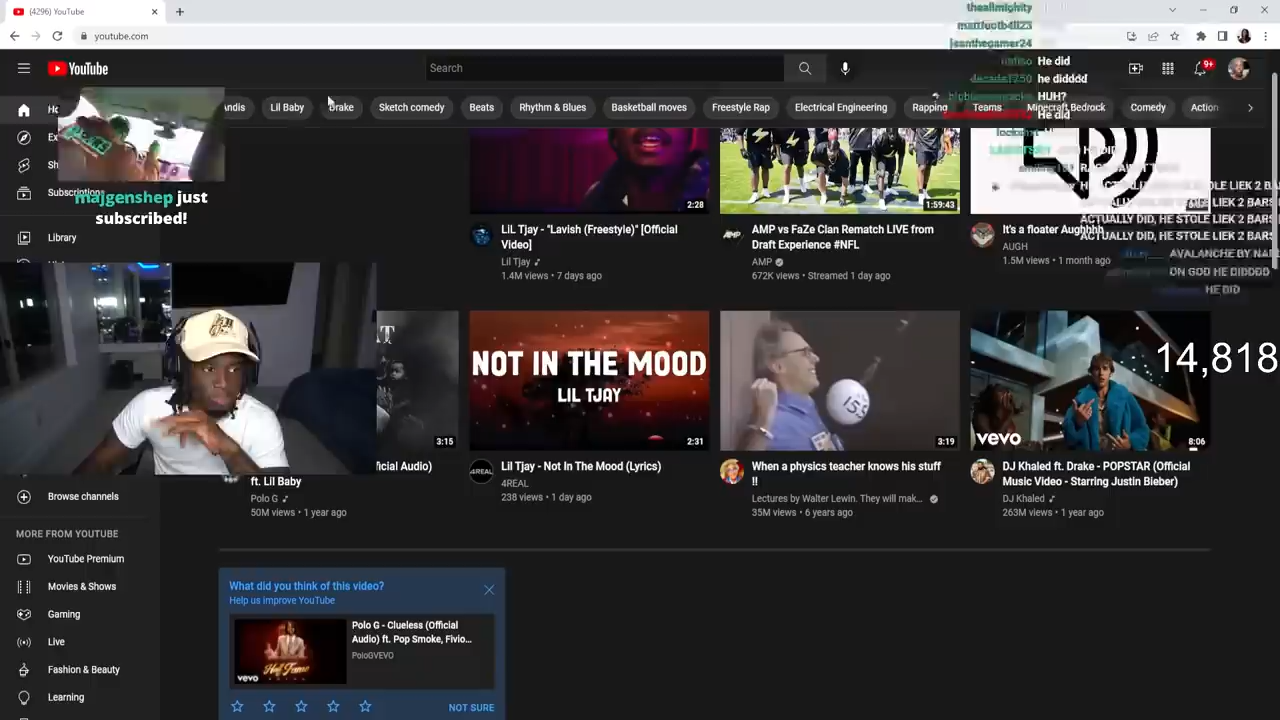 (4296) YouTube
youtube.com
YouTube
Search
9+
Lil Baby
Drake
Sketch comedy
Beats
Rhythm & Blues
Basketball moves
Freestyle Rap
Electrical Engineering
Rapping
Teams
Minecraft Bedrock
Comedy
Action
theallmighty
jeanthegamer24
He did
he didddd
HUH?
He did
ACTUALLY DID, HE STOLE LIEK 2 BARS
ACTUALLY DID, HE STOLE LIEK 2 BARS
ON GOD HE DIDDDD
HE DID
14,818
majgenshep just
subscribed!
Subscriptions
Library
2:28
LIL Tjay - "Lavish (Freestyle)" [Official
Video]
Lil Tjay
1.4M views • 7 days ago
1:59:43
AMP vs FaZe Clan Rematch LIVE from
Draft Experience #NFL
AMP
672K views • Streamed 1 day ago
It's a floater Aughhhh
AUGH
1.5M views • 1 month ago
3:15
ficial Audio)
ft. Lil Baby
Polo G
50M views • 1 year ago
NOT IN THE MOOD
LIL TJAY
2:31
Lil Tjay - Not In The Mood (Lyrics)
4REAL
4REAL
238 views • 1 day ago
3:19
When a physics teacher knows his stuff
!!
Lectures by Walter Lewin. They will mak...
35M views • 6 years ago
vevo
8:06
DJ Khaled ft. Drake - POPSTAR (Official
Music Video - Starring Justin Bieber)
DJ Khaled
263M views • 1 year ago
Browse channels
MORE FROM YOUTUBE
YouTube Premium
Movies & Shows
Gaming
Live
Fashion & Beauty
Learning
What did you think of this video?
Help us improve YouTube
vevo
Polo G - Clueless (Official
Audio) ft. Pop Smoke, Fivio...
PoloGVEVO
NOT SURE